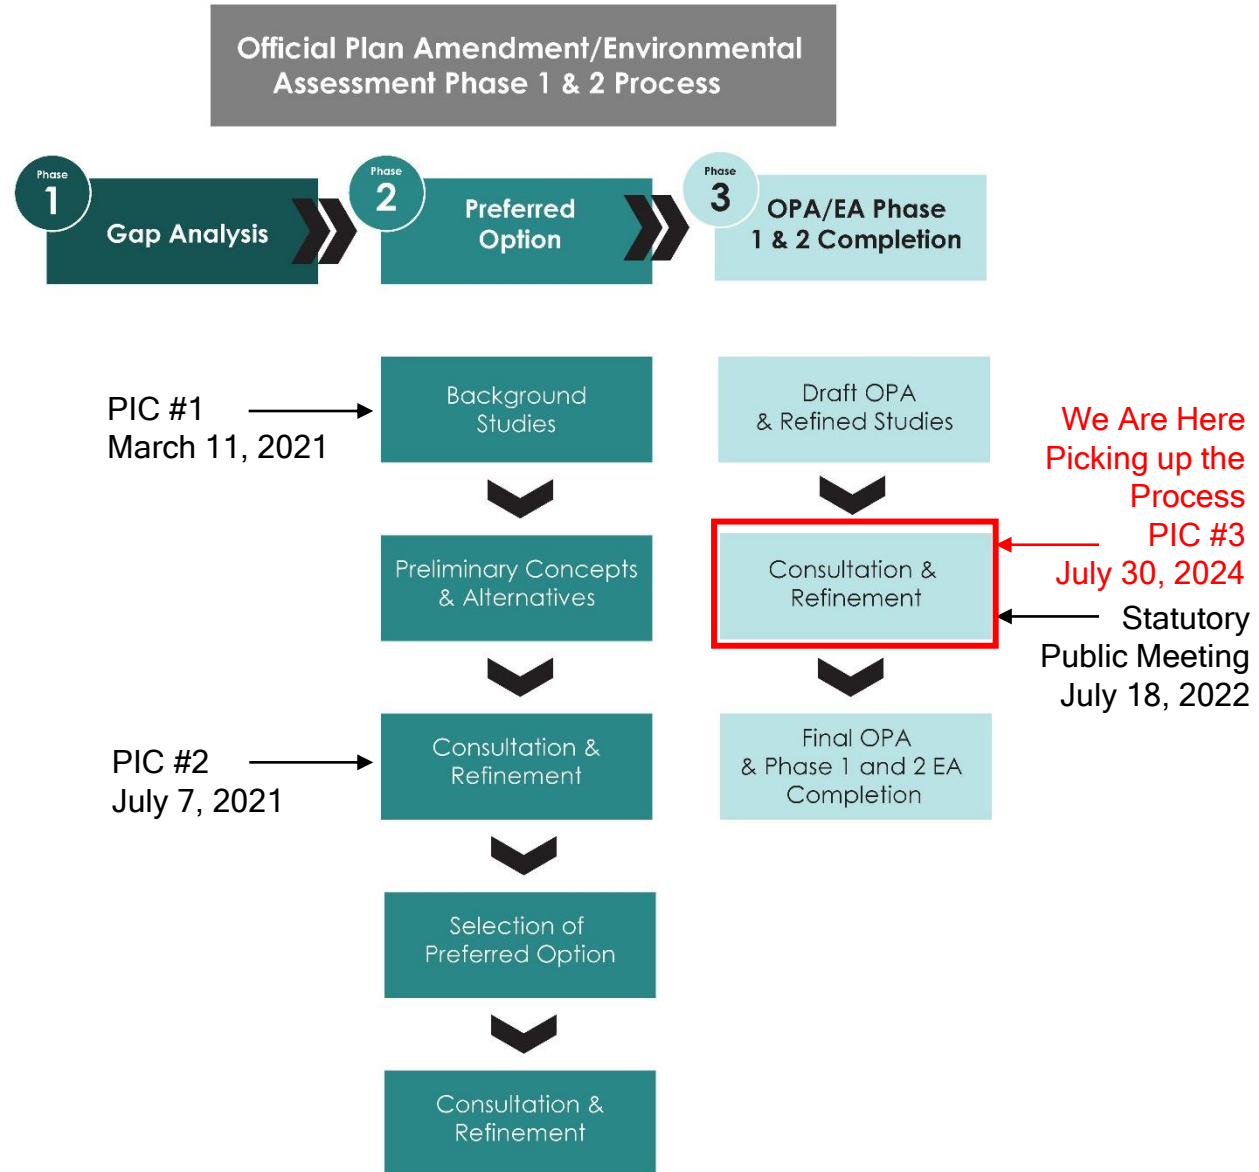 Official Plan Amendment/Environmental
Assessment Phase 1 & 2 Process
Phase
1
Gap Analysis
Phase
2
Preferred
Option
Phase
3
OPA/EA Phase
1 & 2 Completion
PIC #1
March 11, 2021
Background
Studies
Preliminary Concepts
& Alternatives
PIC #2
July 7, 2021
Consultation &
Refinement
Selection of
Preferred Option
Consultation &
Refinement
Draft OPA
& Refined Studies
Consultation &
Refinement
We Are Here
Picking up the
Process
PIC #3
July 30, 2024
Statutory
Public Meeting
July 18, 2022
Final OPA
& Phase 1 and 2 EA
Completion